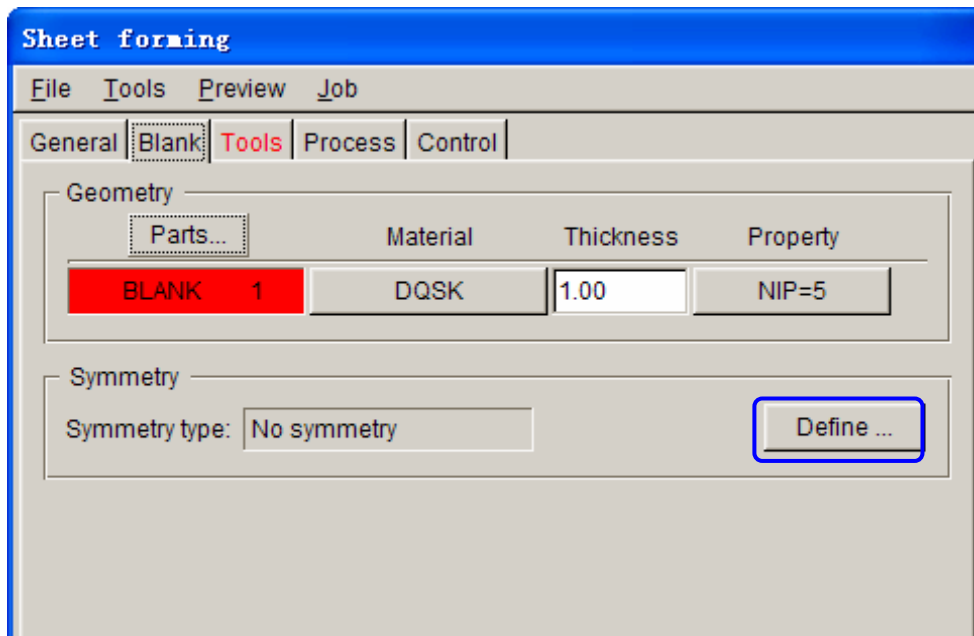 Sheet forming
File Tools Preview Job
General Blank Tools Process Control
Geometry
Parts... Material Thickness Property
BLANK 1 DQSK 1.00 NIP=5
Symmetry
Symmetry type: No symmetry Define ...